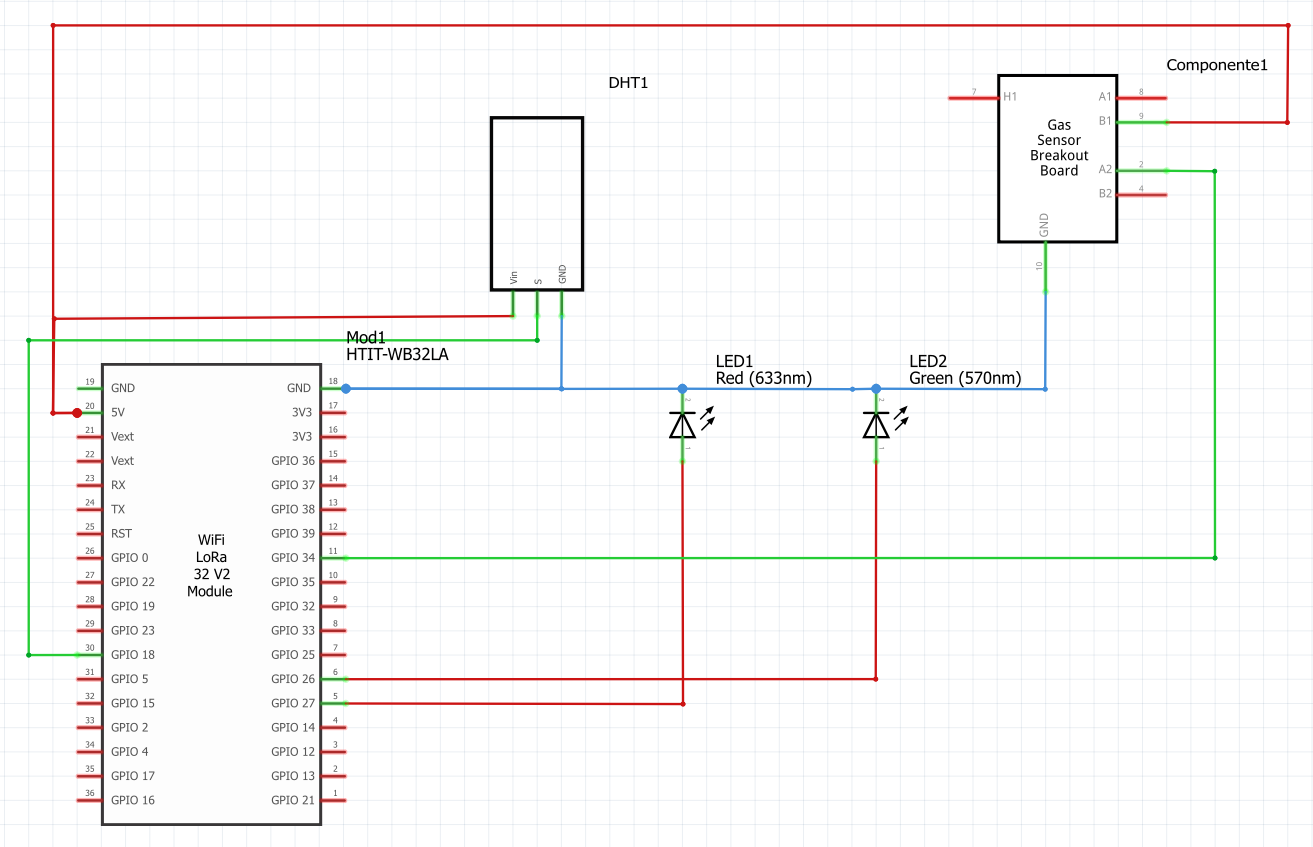 Componente1
DHT1
7
H1
A1
8
B1
9
Gas
Sensor
Breakout
Board
A2
2
B2
4
GND
10
Vin
S
GND
Mod1
HTIT-WB32LA
LED1
Red (633nm)
2
1
LED2
Green (570nm)
2
1
19 GND GND 18
20 5V 3V3 17
21 Vext 3V3 16
22 Vext GPIO 36 15
23 RX GPIO 37 14
24 TX GPIO 38 13
25 RST GPIO 39 12
26 GPIO 0 GPIO 34 11
27 GPIO 22 GPIO 35 10
28 GPIO 19 GPIO 32 9
29 GPIO 23 GPIO 33 8
30 GPIO 18 GPIO 25 7
31 GPIO 5 GPIO 26 6
32 GPIO 15 GPIO 27 5
33 GPIO 2 GPIO 14 4
34 GPIO 4 GPIO 12 3
35 GPIO 17 GPIO 13 2
36 GPIO 16 GPIO 21 1
WiFi
LoRa
32 V2
Module